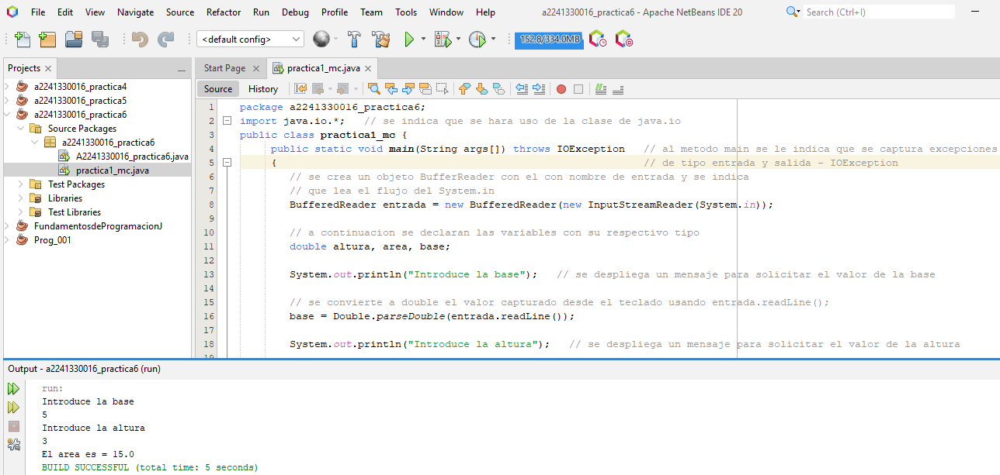 File Edit View Navigate Source Refactor Run Debug Profile Team Tools Window Help a2241330016_practica6 - Apache NetBeans IDE 20 Search (Ctrl+I)
<default config> 152.8/334.0MB
Projects Start Page practica1_mc.java
Source History
a2241330016_practica4
a2241330016_practica5
a2241330016_practica6
Source Packages
a2241330016_practica6
A2241330016_practica6.java
practica1_mc.java
Test Packages
Libraries
Test Libraries
FundamentosdeProgramacionJ
Prog_001
1 package a2241330016_practica6;
2 import java.io.*; // se indica que se hara uso de la clase de java.io
3 public class practica1_mc {
4 public static void main(String args[]) throws IOException // al metodo main se le indica que se captura excepciones
5 { // de tipo entrada y salida - IOException
6 // se crea un objeto BufferReader con el con nombre de entrada y se indica
7 // que lea el flujo del System.in
8 BufferedReader entrada = new BufferedReader(new InputStreamReader(System.in));
9
10 // a continuacion se declaran las variables con su respectivo tipo
11 double altura, area, base;
12
13 System.out.println("Introduce la base"); // se despliega un mensaje para solicitar el valor de la base
14
15 // se convierte a double el valor capturado desde el teclado usando entrada.readLine();
16 base = Double.parseDouble(entrada.readLine());
17
18 System.out.println("Introduce la altura"); // se despliega un mensaje para solicitar el valor de la altura
19
Output - a2241330016_practica6 (run)
run:
Introduce la base
5
Introduce la altura
3
El area es = 15.0
BUILD SUCCESSFUL (total time: 5 seconds)